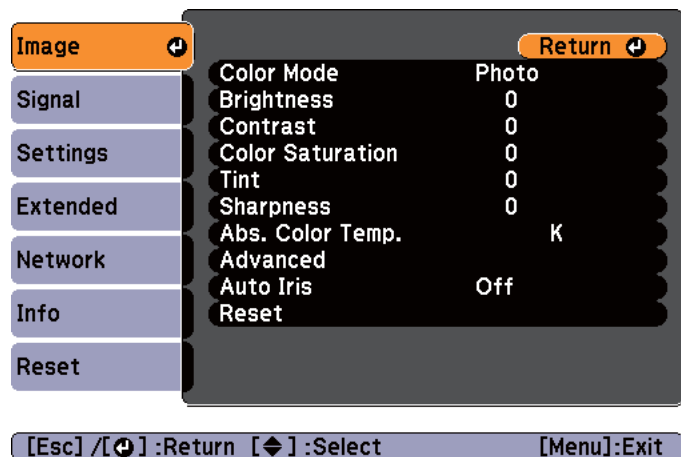 Image
Signal
Settings
Extended
Network
Info
Reset
Return
Color Mode Photo
Brightness 0
Contrast 0
Color Saturation 0
Tint 0
Sharpness 0
Abs. Color Temp. K
Advanced
Auto Iris Off
Reset
[Esc] /[ ] :Return [ ] :Select [Menu]:Exit